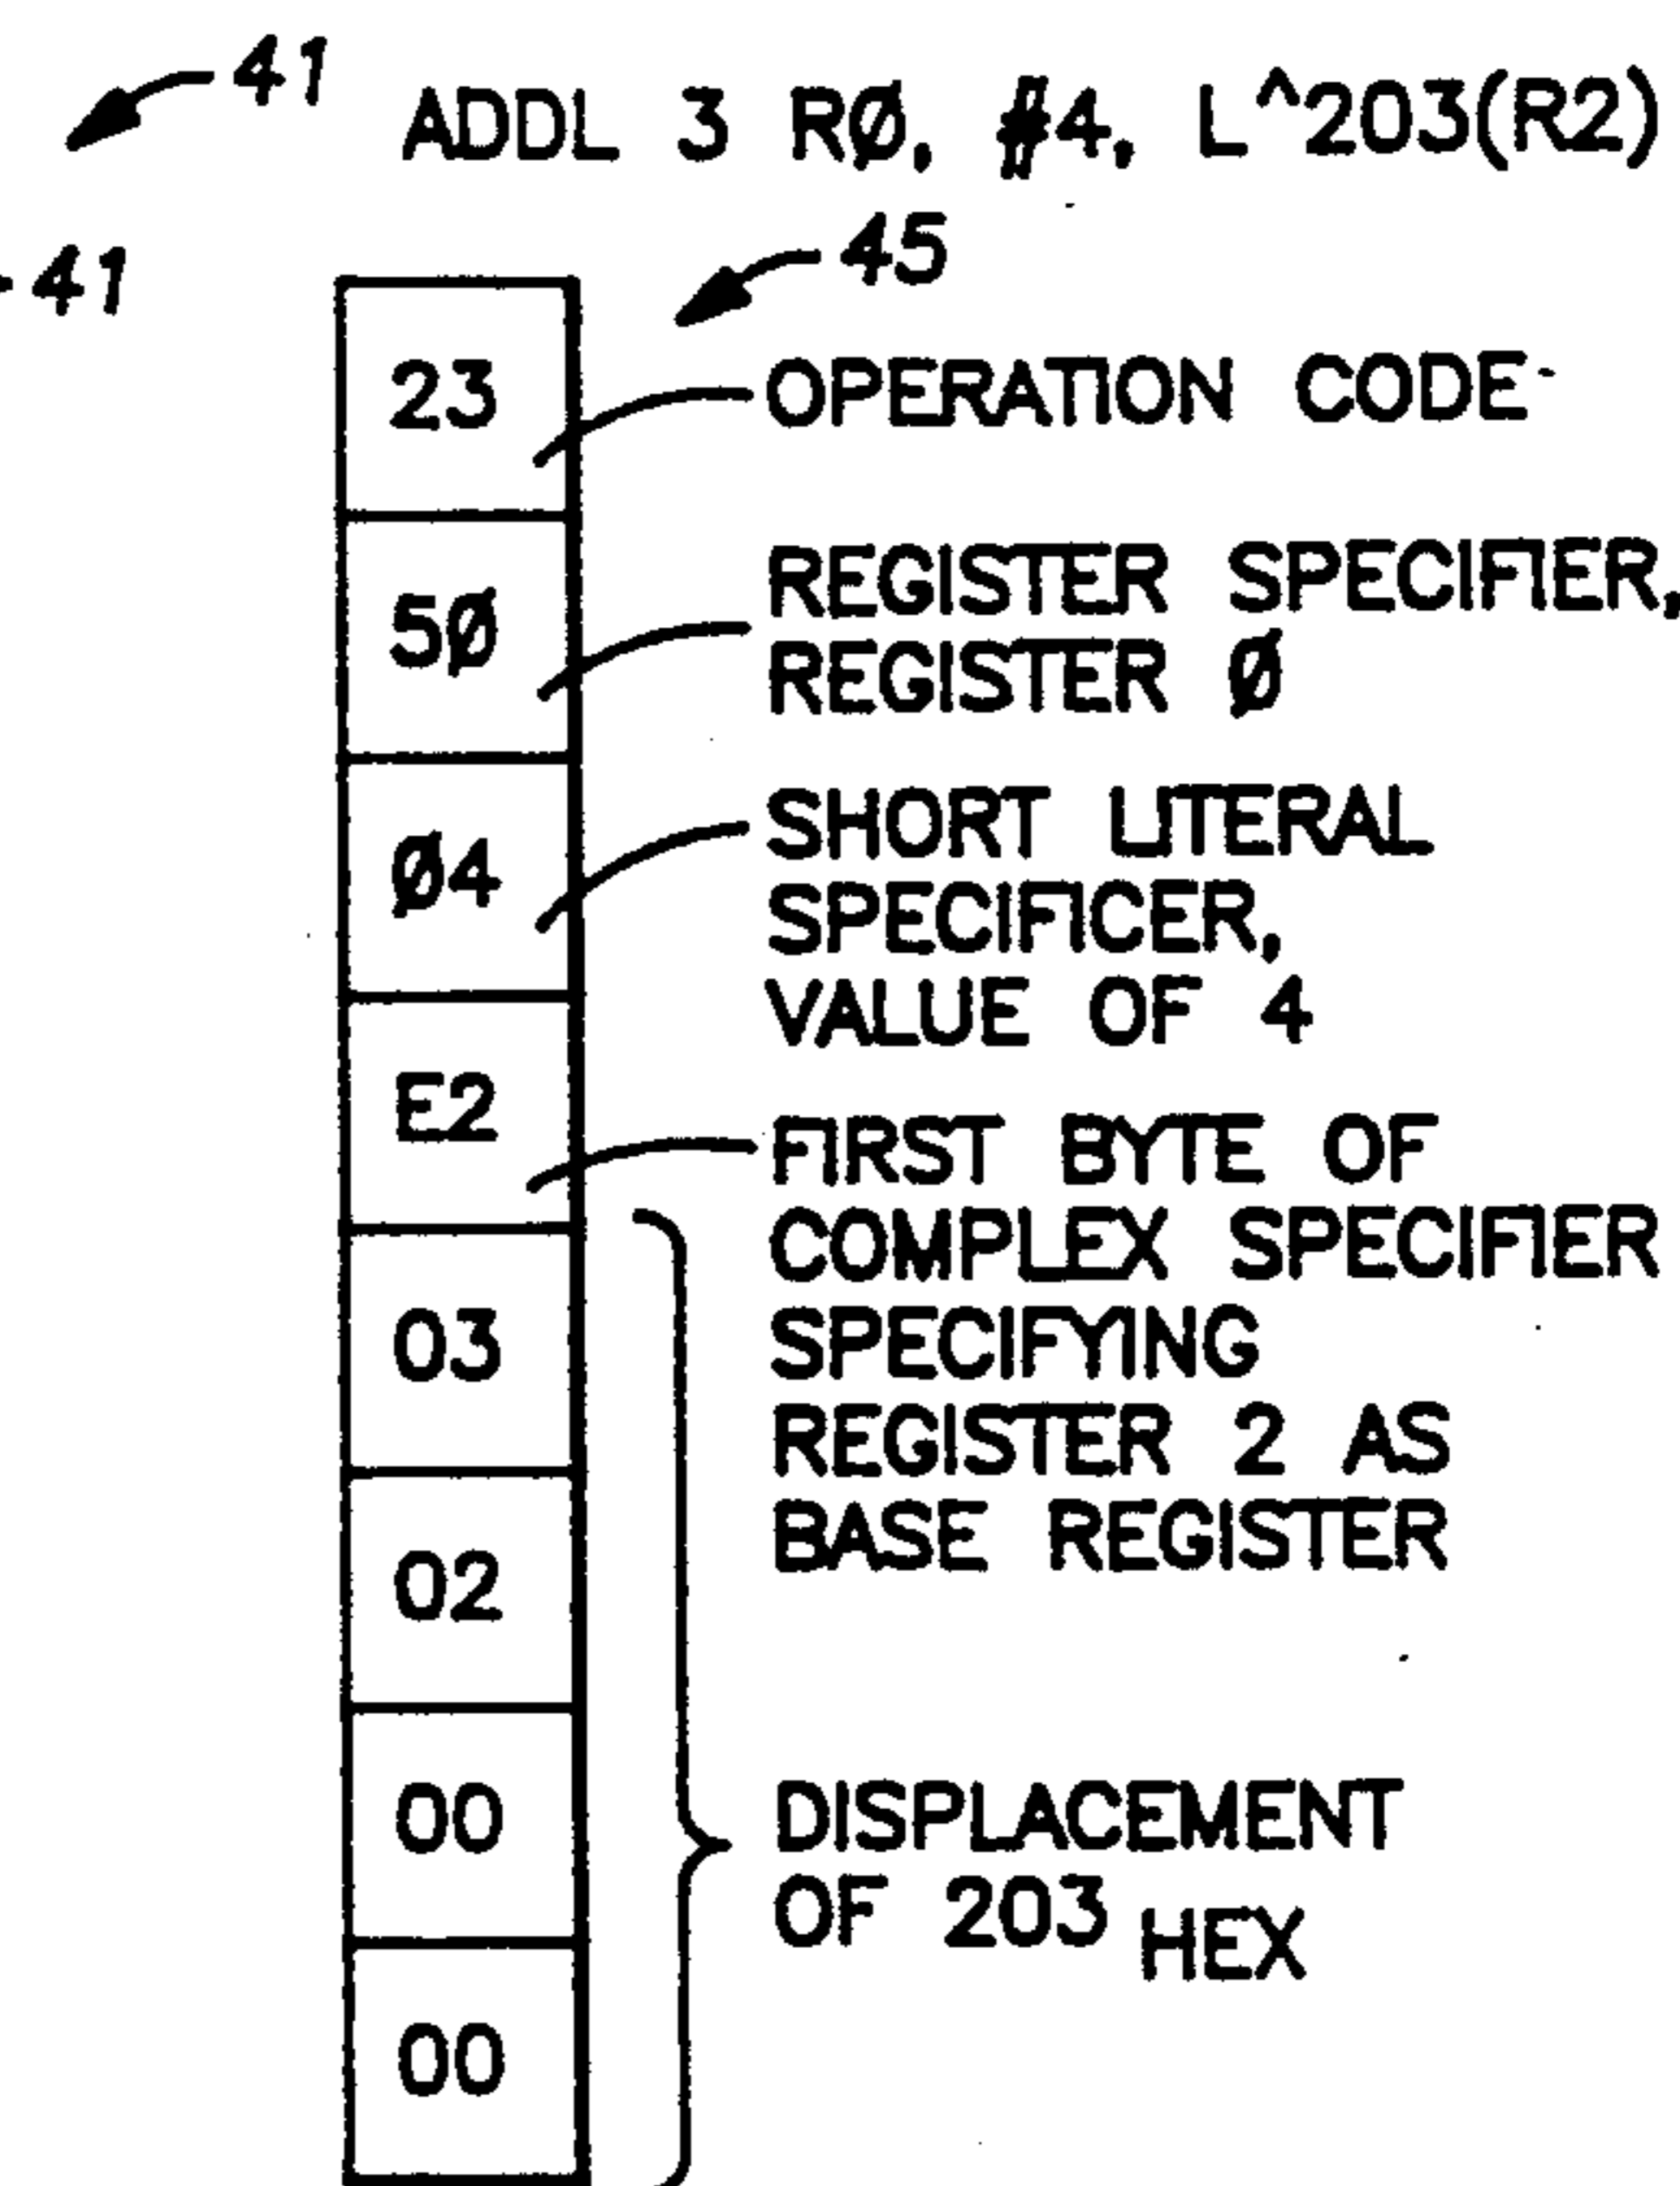 41
ADDL 3 RØ, #4, L^203(R2)
41
45
23
OPERATION CODE
5Ø
REGISTER SPECIFIER,
REGISTER Ø
Ø4
SHORT LITERAL
SPECIFICER,
VALUE OF 4
E2
FIRST BYTE OF
COMPLEX SPECIFIER
SPECIFYING
REGISTER 2 AS
BASE REGISTER
03
02
00
00
DISPLACEMENT
OF 203 HEX